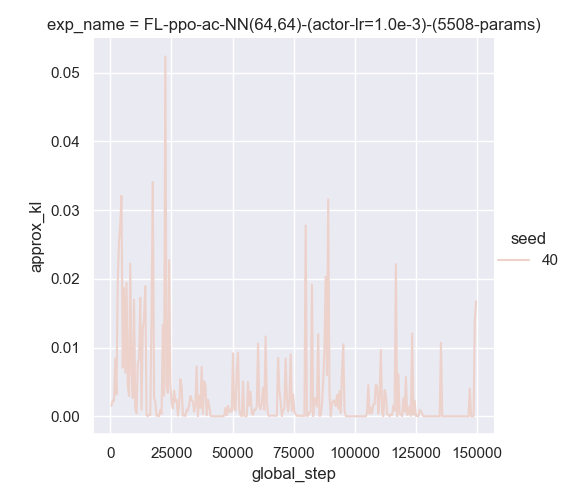 exp_name = FL-ppo-ac-NN(64,64)-(actor-lr=1.0e-3)-(5508-params)
0.05
0.04
0.03
0.02
0.01
0.00
approx_kl
seed
40
0 25000 50000 75000 100000 125000 150000
global_step